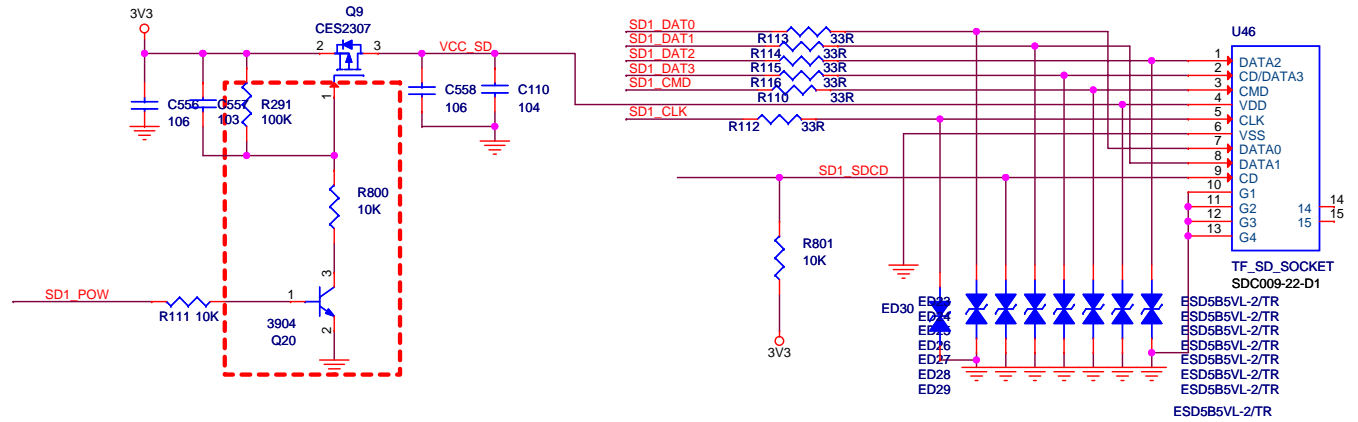 3V3
Q9
CES2307
2
3
VCC_SD
1
C556
106
C557
103
R291
100K
C558
106
C110
104
R800
10K
3
SD1_POW
R111 10K
1
3904
Q20
2
SD1_DAT0
R113 33R
SD1_DAT1
R114 33R
SD1_DAT2
R115 33R
SD1_DAT3
R116 33R
SD1_CMD
R110 33R
SD1_CLK
R112 33R
SD1_SDCD
R801
10K
3V3
U46
1 DATA2
2 CD/DATA3
3 CMD
4 VDD
5 CLK
6 VSS
7 DATA0
8 DATA1
9 CD
10 G1
11 G2
12 G3
13 G4
14 14
15 15
TF_SD_SOCKET
SDC009-22-D1
ED30
ED23
ED24
ED25
ED26
ED27
ED28
ED29
ESD5B5VL-2/TR
ESD5B5VL-2/TR
ESD5B5VL-2/TR
ESD5B5VL-2/TR
ESD5B5VL-2/TR
ESD5B5VL-2/TR
ESD5B5VL-2/TR
ESD5B5VL-2/TR